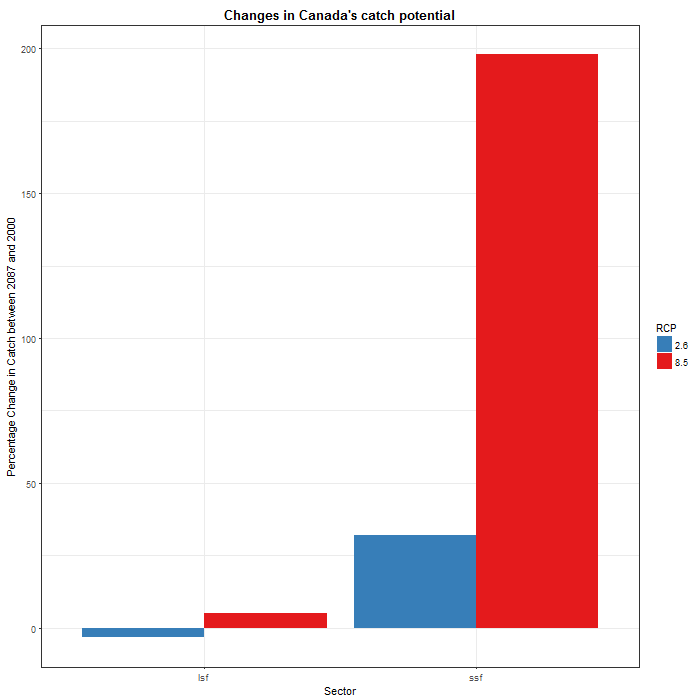 Changes in Canada's catch potential
Percentage Change in Catch between 2087 and 2000
200
150
100
50
0
lsf
ssf
Sector
RCP
2.6
8.5